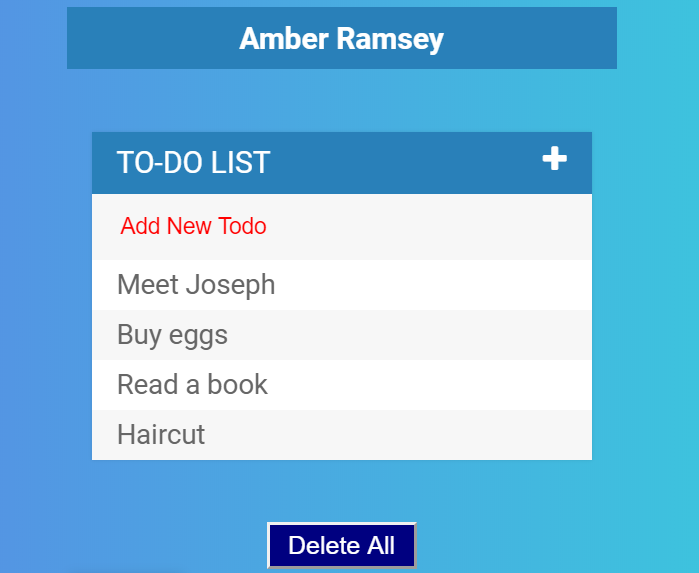 Amber Ramsey
TO-DO LIST
Add New Todo
Meet Joseph
Buy eggs
Read a book
Haircut
Delete All